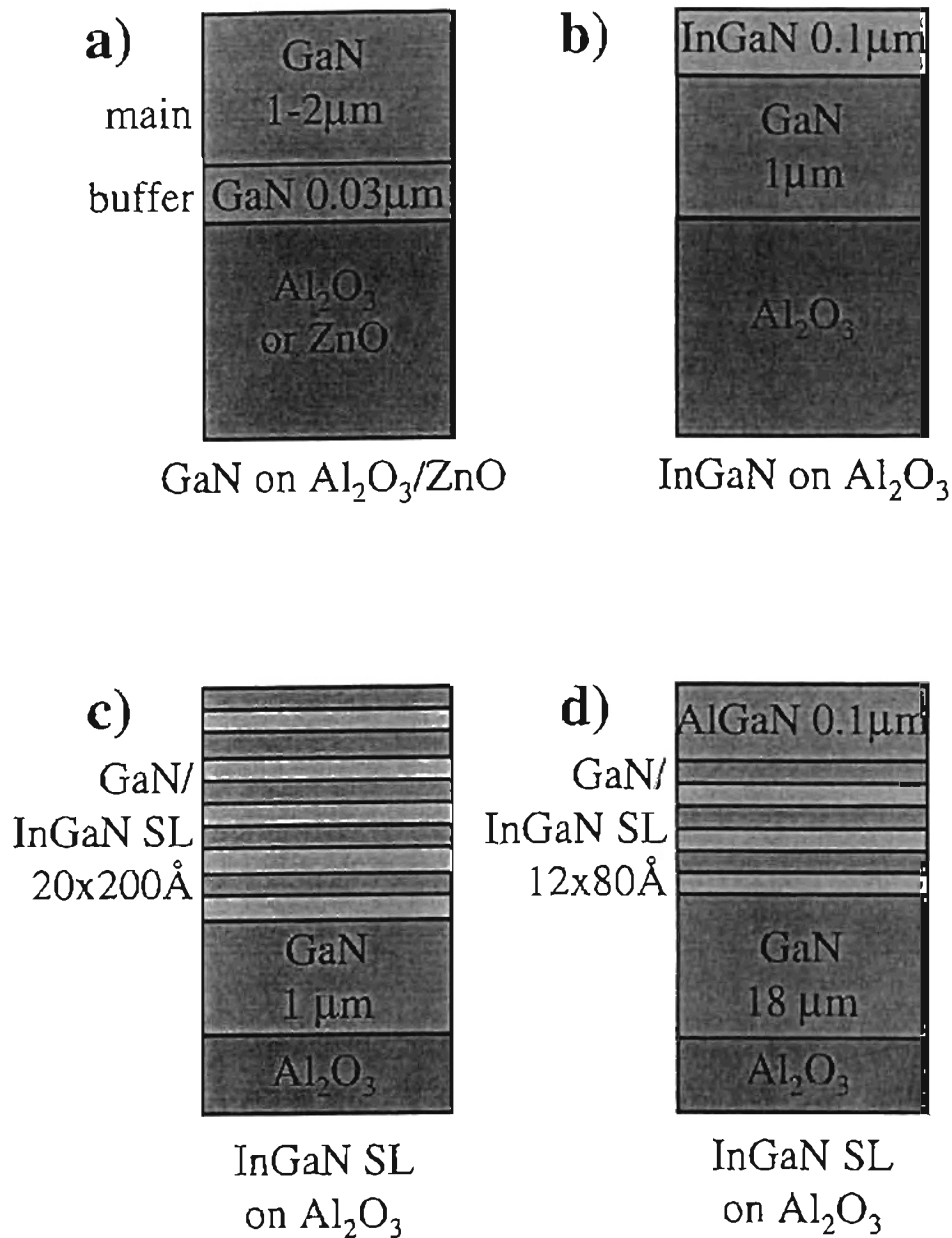 a)
GaN
1-2μm
main
buffer
GaN 0.03μm
Al₂O₃
or ZnO
GaN on Al₂O₃/ZnO
b)
InGaN 0.1μm
GaN
1μm
Al₂O₃
InGaN on Al₂O₃
c)
GaN/
InGaN SL
20x200Å
GaN
1 μm
Al₂O₃
InGaN SL
on Al₂O₃
d)
AlGaN 0.1μm
GaN/
InGaN SL
12x80Å
GaN
18 μm
Al₂O₃
InGaN SL
on Al₂O₃